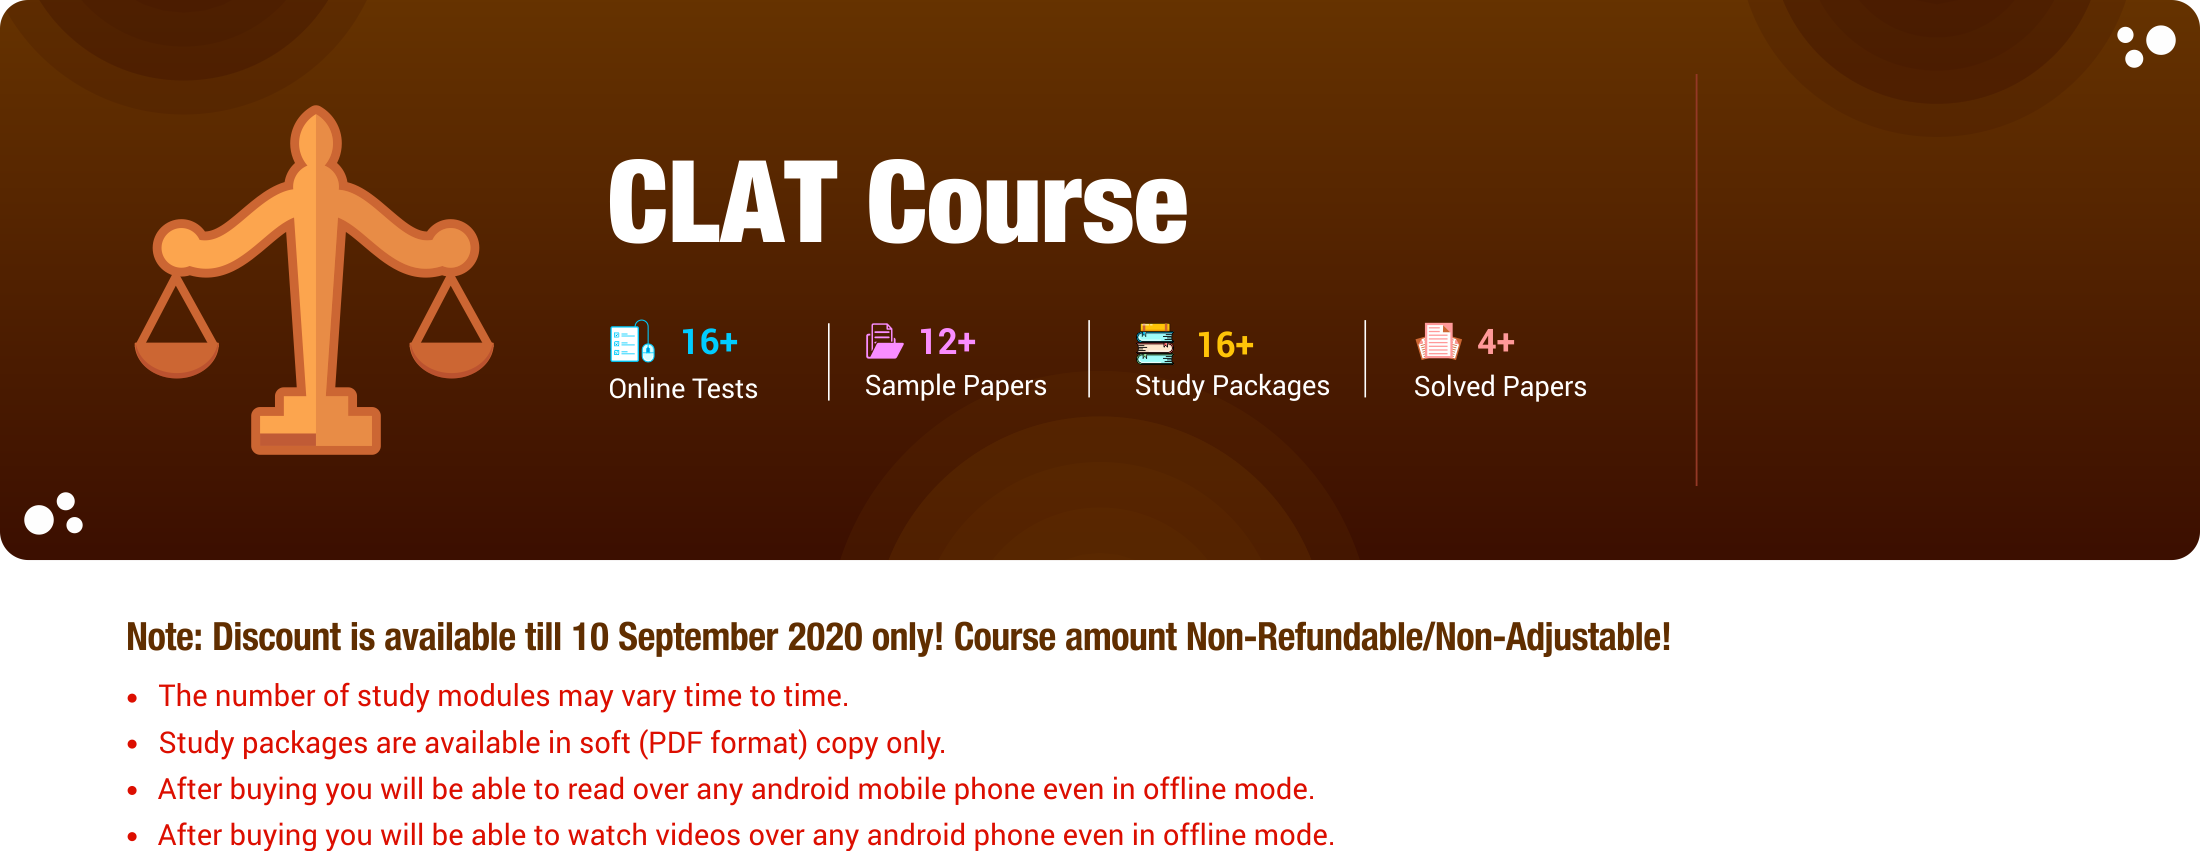 CLAT Course
16+
Online Tests
12+
Sample Papers
16+
Study Packages
4+
Solved Papers
Note: Discount is available till 10 September 2020 only! Course amount Non-Refundable/Non-Adjustable!
• The number of study modules may vary time to time.
• Study packages are available in soft (PDF format) copy only.
• After buying you will be able to read over any android mobile phone even in offline mode.
• After buying you will be able to watch videos over any android phone even in offline mode.